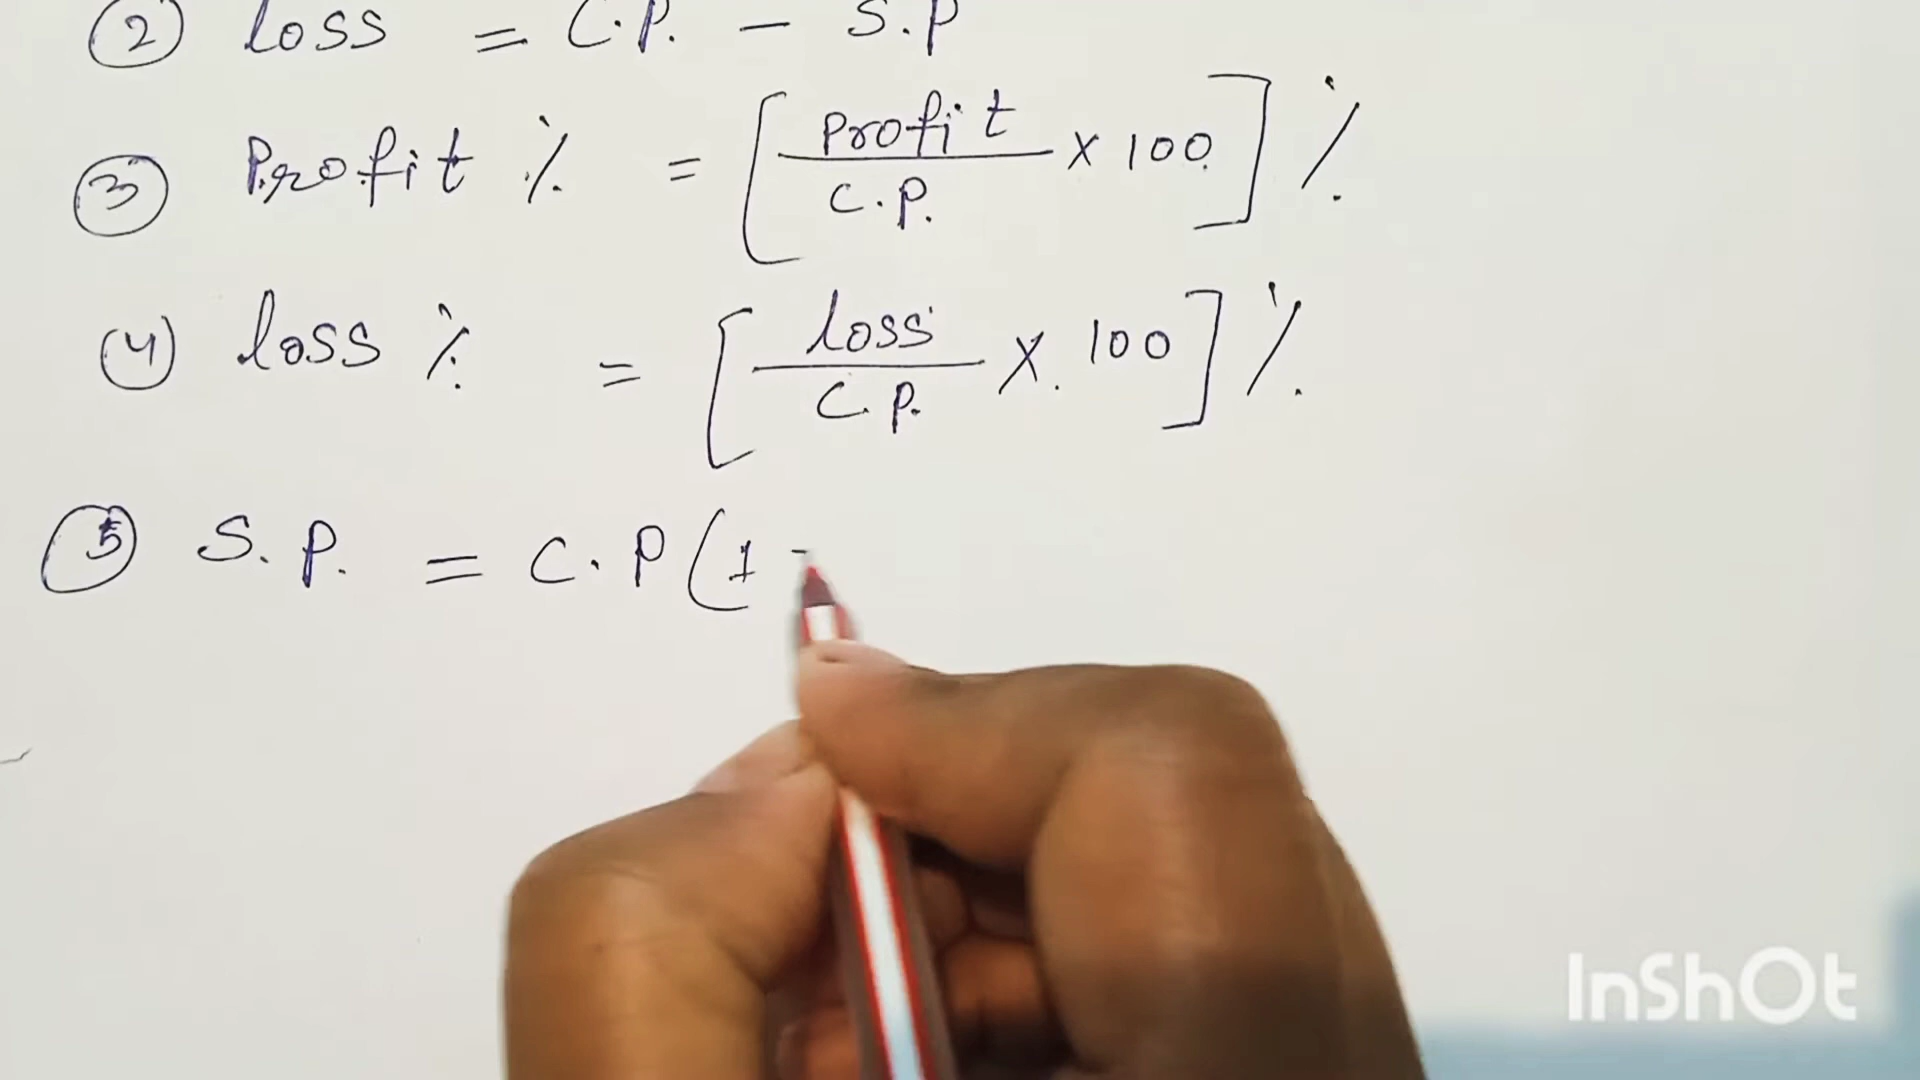 ② loss = C.P. - S.P
③ Profit % = [profit/C.P. × 100] %
(4) loss % = [loss/C.P. × 100] %
⑤ S.P. = C.P (1 -
InShOt